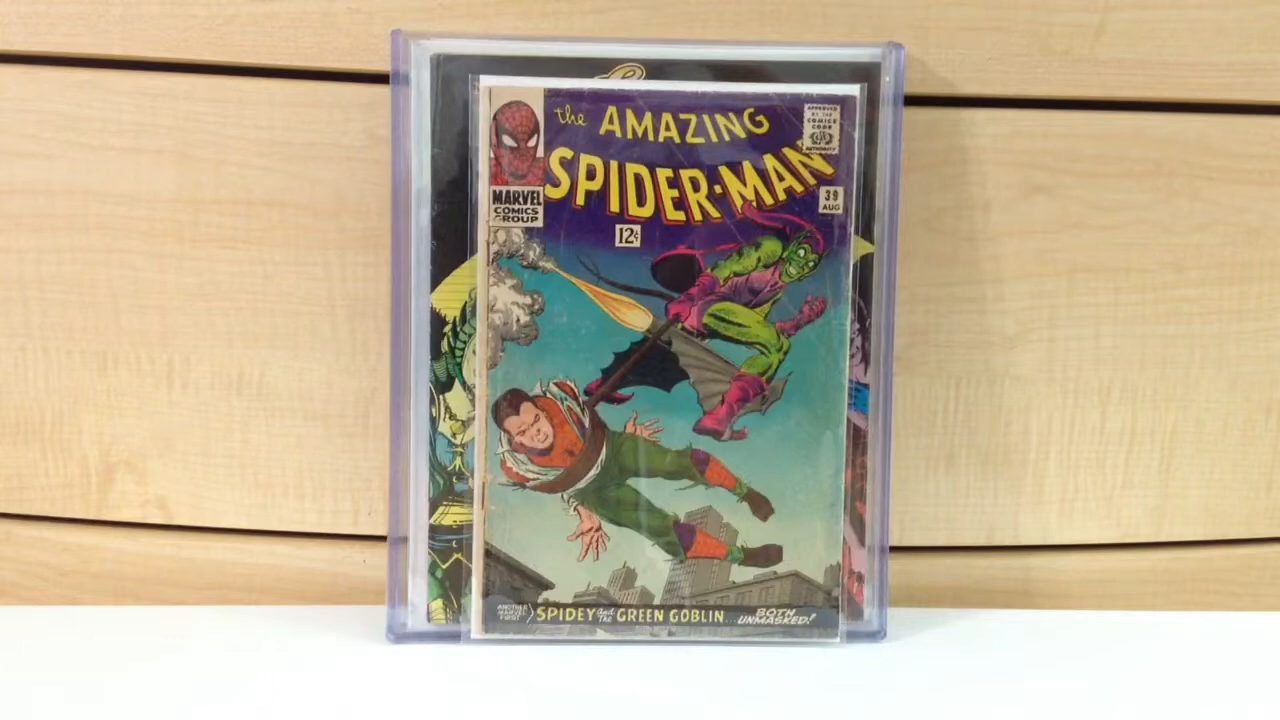 the AMAZING
SPIDER-MAN
APPROVED
BY THE
COMICS
CODE
AUTHORITY
MARVEL
COMICS
GROUP
39
AUG
12¢
ANOTHER
MARVEL
FIRST
SPIDEY and THE GREEN GOBLIN...BOTH
UNMASKED!